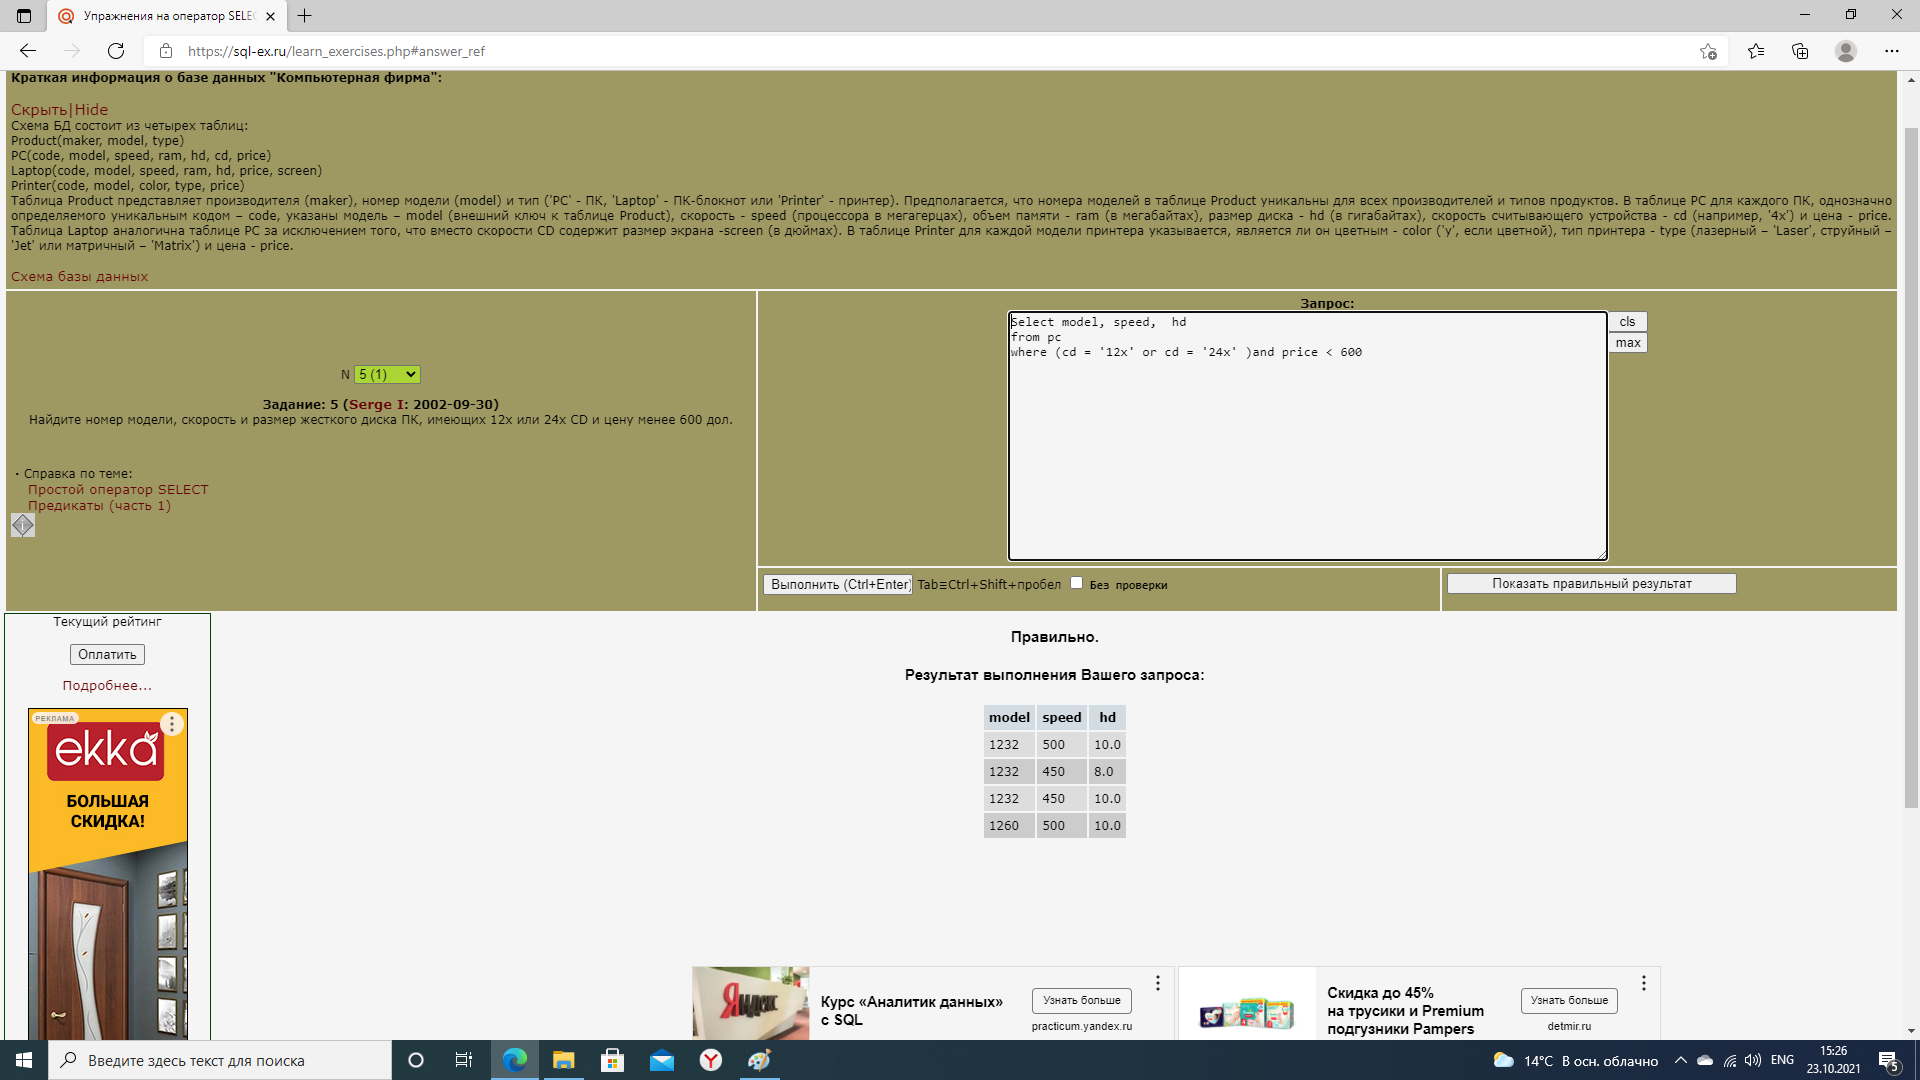 Упражнения на оператор SELEC
https://sql-ex.ru/learn_exercises.php#answer_ref
Краткая информация о базе данных "Компьютерная фирма":
Скрыть|Hide
Схема БД состоит из четырех таблиц:
Product(maker, model, type)
PC(code, model, speed, ram, hd, cd, price)
Laptop(code, model, speed, ram, hd, price, screen)
Printer(code, model, color, type, price)
Таблица Product представляет производителя (maker), номер модели (model) и тип ('PC' - ПК, 'Laptop' - ПК-блокнот или 'Printer' - принтер). Предполагается, что номера моделей в таблице Product уникальны для всех производителей и типов продуктов. В таблице PC для каждого ПК, однозначно
определяемого уникальным кодом – code, указаны модель – model (внешний ключ к таблице Product), скорость - speed (процессора в мегагерцах), объем памяти - ram (в мегабайтах), размер диска - hd (в гигабайтах), скорость считывающего устройства - cd (например, '4x') и цена - price.
Таблица Laptop аналогична таблице РС за исключением того, что вместо скорости CD содержит размер экрана -screen (в дюймах). В таблице Printer для каждой модели принтера указывается, является ли он цветным - color ('y', если цветной), тип принтера - type (лазерный – 'Laser', струйный –
'Jet' или матричный – 'Matrix') и цена - price.
Схема базы данных
N 5 (1)
Задание: 5 (Serge I: 2002-09-30)
Найдите номер модели, скорость и размер жесткого диска ПК, имеющих 12x или 24x CD и цену менее 600 дол.
· Справка по теме:
Простой оператор SELECT
Предикаты (часть 1)
Запрос:
Select model, speed,  hd
from pc
where (cd = '12x' or cd = '24x' )and price < 600
cls
max
Выполнить (Ctrl+Enter) Tab≡Ctrl+Shift+пробел Без проверки
Показать правильный результат
Текущий рейтинг
Оплатить
Подробнее...
РЕКЛАМА
ekka
БОЛЬШАЯ
СКИДКА!
Правильно.
Результат выполнения Вашего запроса:
model speed hd
1232 500 10.0
1232 450 8.0
1232 450 10.0
1260 500 10.0
Яндекс
Курс «Аналитик данных»
с SQL
Узнать больше
practicum.yandex.ru
Скидка до 45%
на трусики и Premium
подгузники Pampers
Узнать больше
detmir.ru
Введите здесь текст для поиска
14°C В осн. облачно
ENG
15:26
23.10.2021
5